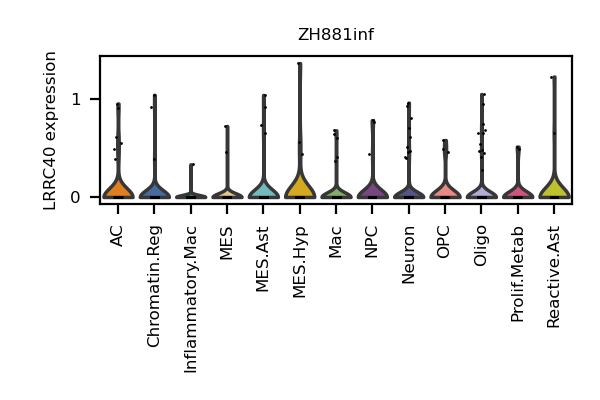 ZH881inf
LRRC40 expression
1
0
AC
Chromatin.Reg
Inflammatory.Mac
MES
MES.Ast
MES.Hyp
Mac
NPC
Neuron
OPC
Oligo
Prolif.Metab
Reactive.Ast